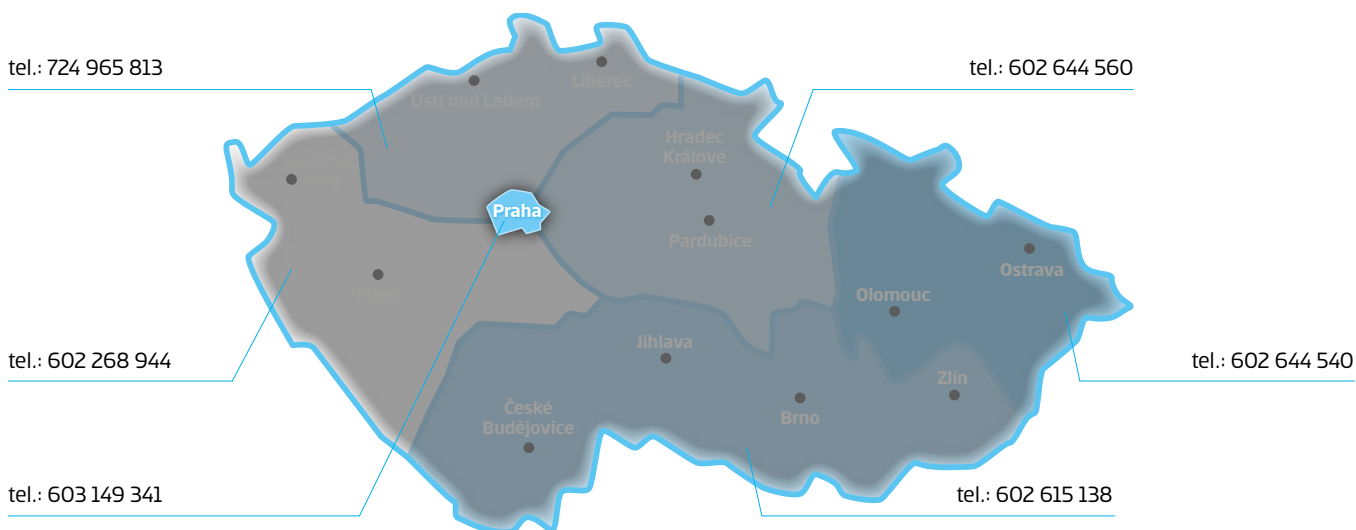 tel.: 724 965 813
tel.: 602 644 560
Liberec
Ústí nad Labem
Hradec
Králové
Praha
Pardubice
Ostrava
Olomouc
Jihlava
tel.: 602 268 944
tel.: 602 644 540
Zlín
České
Budějovice
Brno
tel.: 603 149 341
tel.: 602 615 138